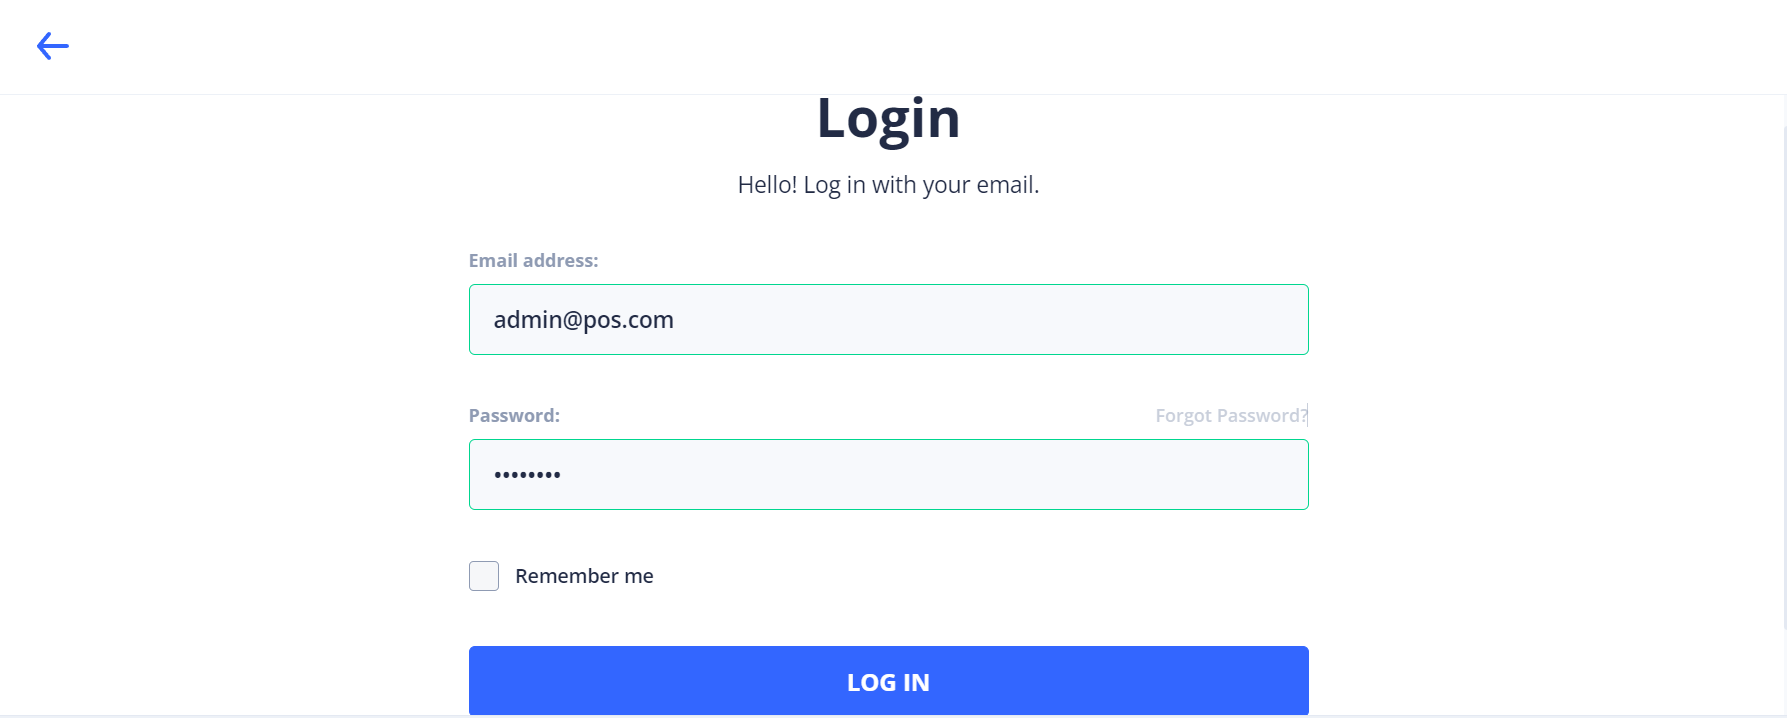 Login
Hello! Log in with your email.
Email address:
admin@pos.com
Password: Forgot Password?
••••••••
Remember me
LOG IN